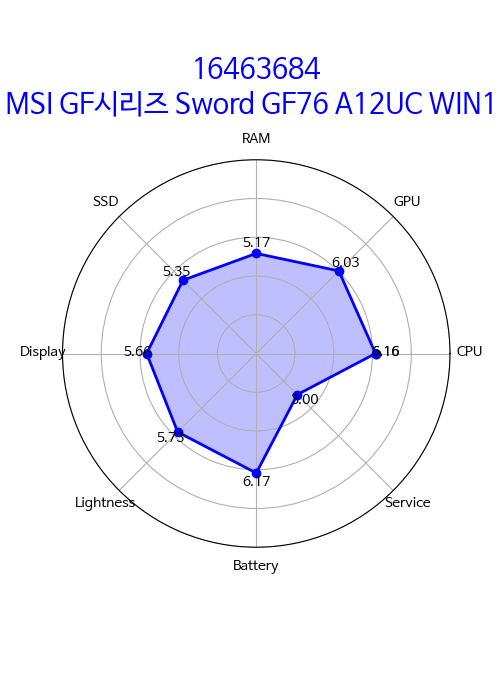 16463684
MSI GF시리즈 Sword GF76 A12UC WIN1
RAM
SSD
GPU
5.17
6.03
5.35
Display
5.66
6.16
CPU
3.00
5.73
6.17
Lightness
Service
Battery